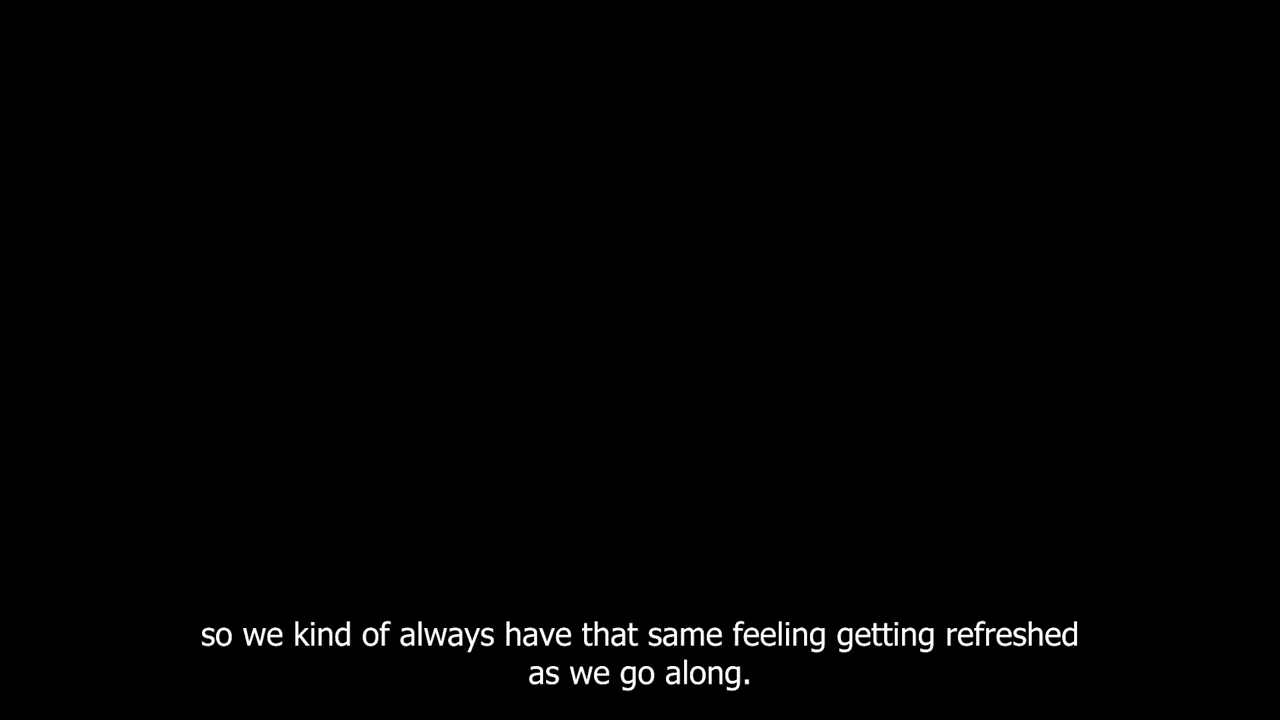 so we kind of always have that same feeling getting refreshed
as we go along.